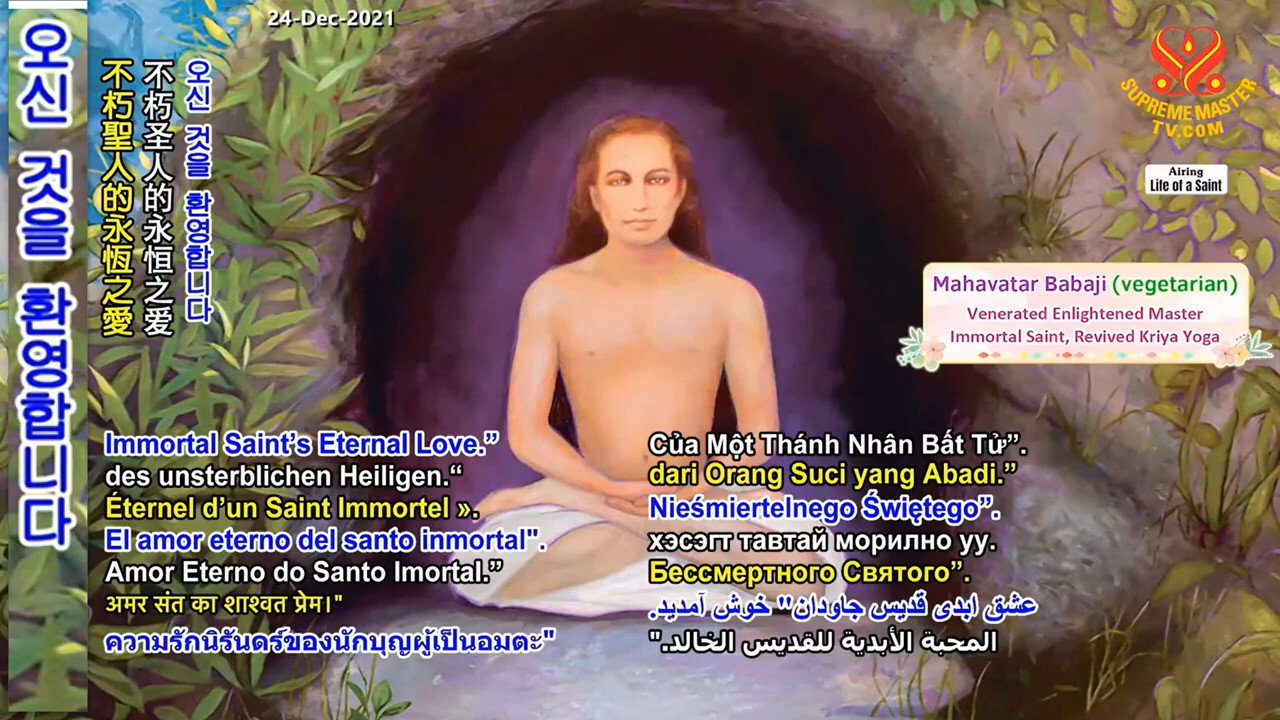 24-Dec-2021
오신 것을 환영합니다
不朽聖人的永恆之愛
不朽圣人的永恒之爱
오신 것을 환영합니다
SUPREME MASTER
TV.COM
Airing
Life of a Saint
Mahavatar Babaji (vegetarian)
Venerated Enlightened Master
Immortal Saint, Revived Kriya Yoga
Immortal Saint’s Eternal Love.”
des unsterblichen Heiligen.“
Éternel d’un Saint Immortel ».
El amor eterno del santo inmortal".
Amor Eterno do Santo Imortal.”
अमर संत का शाश्वत प्रेम।"
ความรักนิรันดร์ของนักบุญผู้เป็นอมตะ"
Của Một Thánh Nhân Bất Tử”.
dari Orang Suci yang Abadi.”
Nieśmiertelnego Świętego”.
хэсэгт тавтай морилно уу.
Бессмертного Святого”.
عشق ابدی قدیس جاودان" خوش آمدید.
المحبة الأبدية للقديس الخالد."